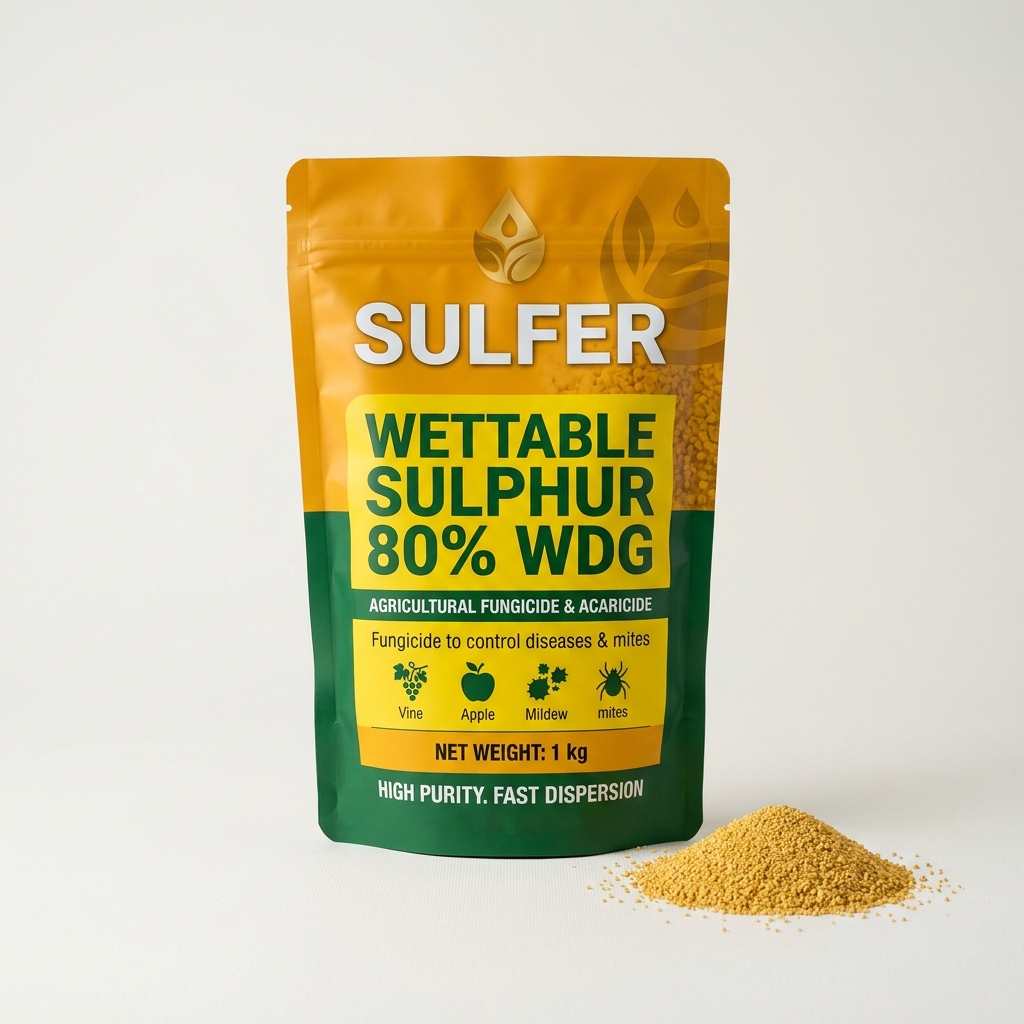 SULFER
WETTABLE
SULPHUR
80% WDG
AGRICULTURAL FUNGICIDE & ACARICIDE
Fungicide to control diseases & mites
Vine Apple Mildew mites
NET WEIGHT: 1 kg
HIGH PURITY. FAST DISPERSION